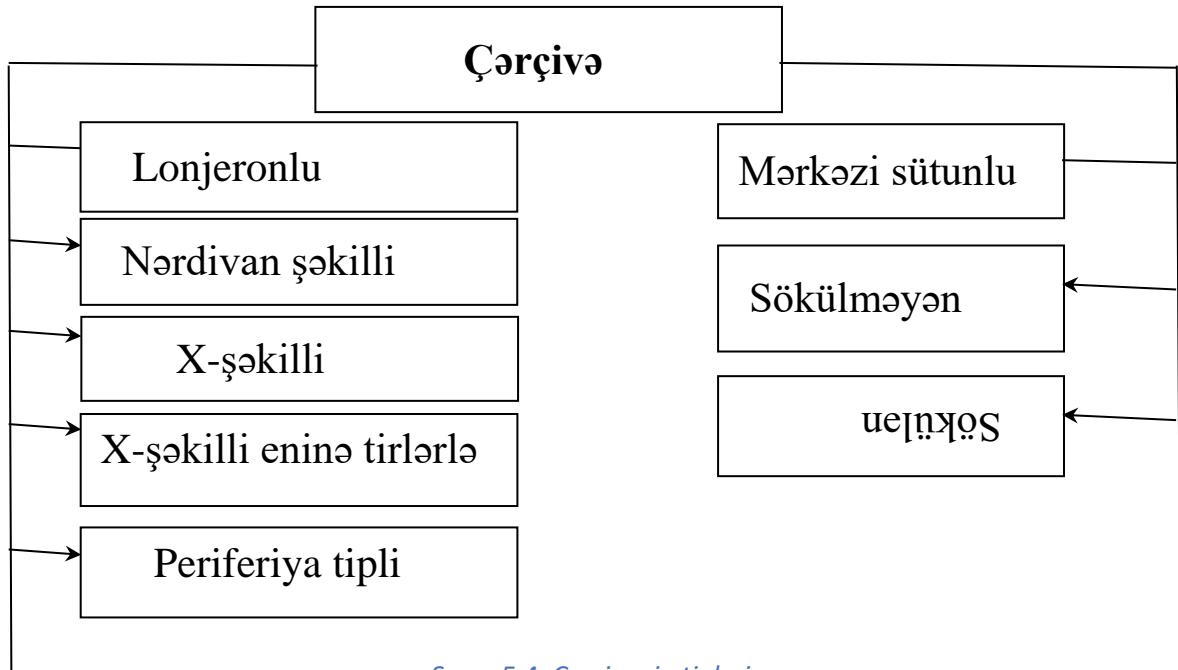 Çərçivə
Lonjeronlu
Nərdivan şəkilli
X-şəkilli
X-şəkilli eninə tirlərlə
Periferiya tipli
Mərkəzi sütunlu
Sökülməyən
Sökülən